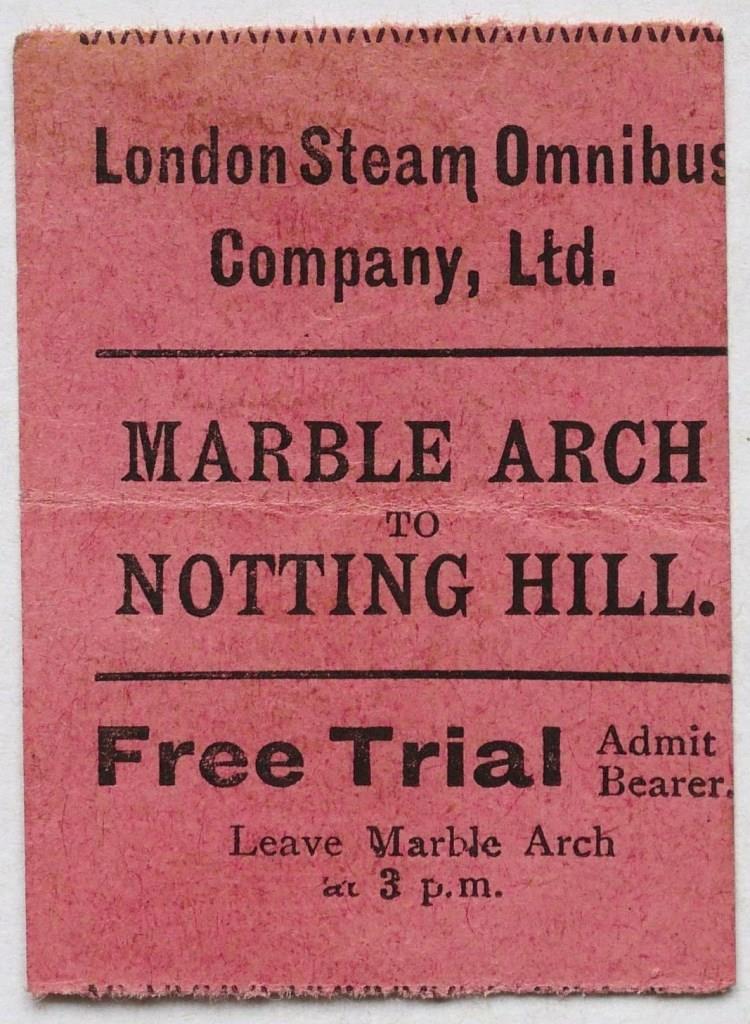 London Steam Omnibus
Company, Ltd.
MARBLE ARCH
TO
NOTTING HILL.
Free Trial Admit
Bearer.
Leave Marble Arch
at 3 p.m.